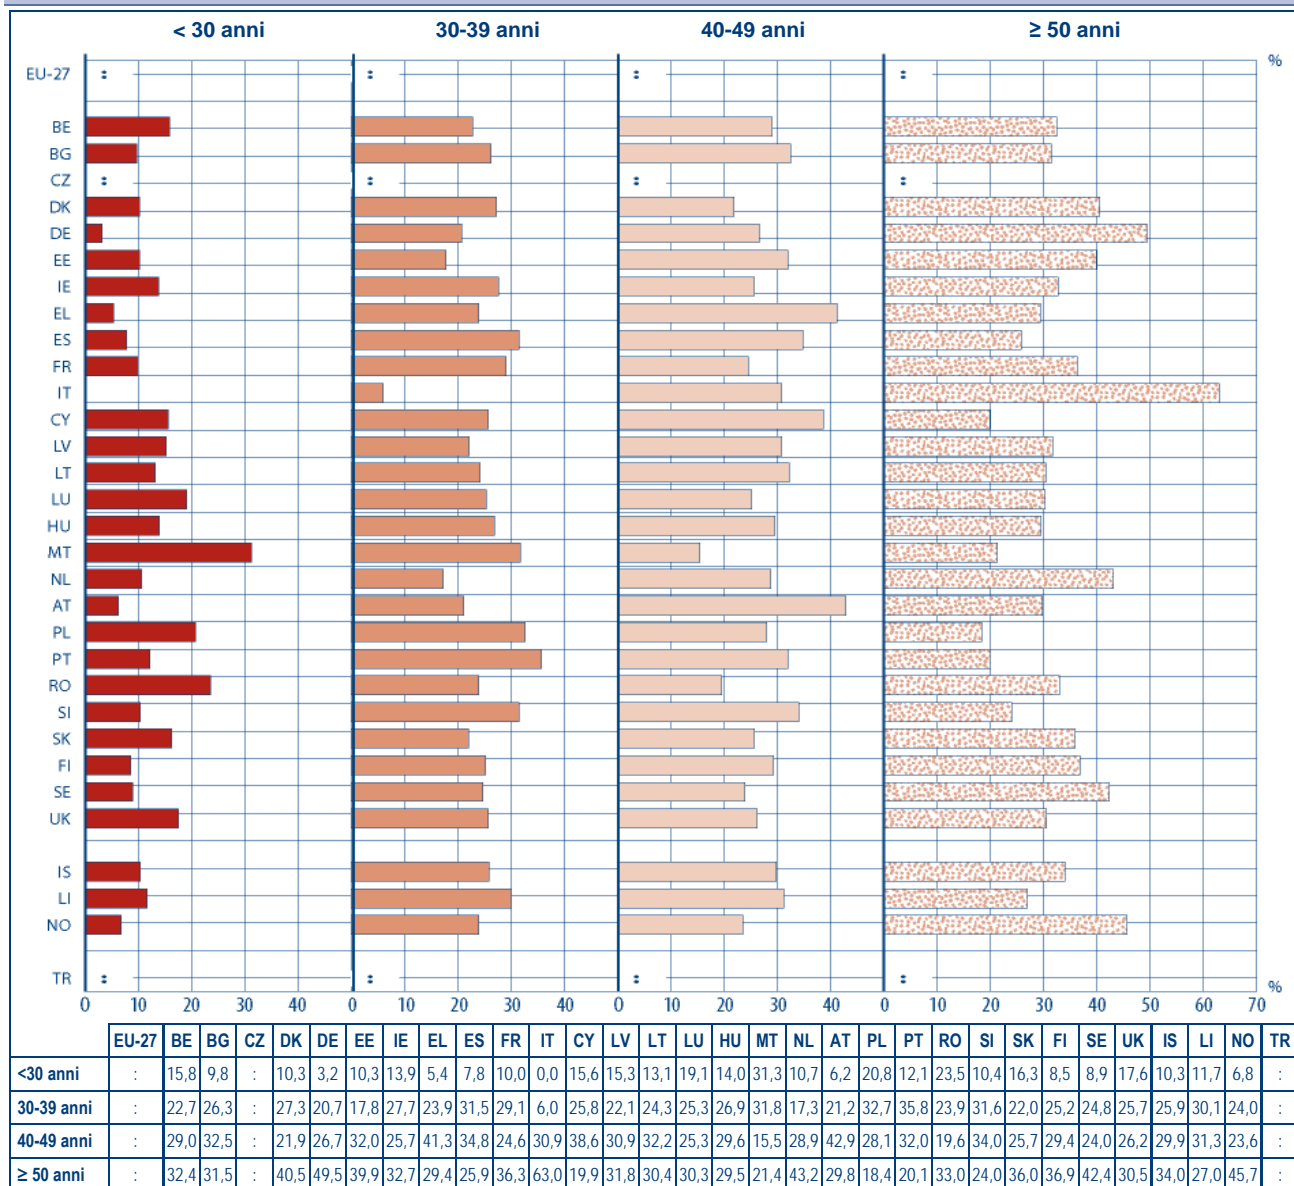 < 30 anni 30-39 anni 40-49 anni ≥ 50 anni
EU-27 : : : : %
BE
BG
CZ : : : :
DK
DE
EE
IE
EL
ES
FR
IT
CY
LV
LT
LU
HU
MT
NL
AT
PL
PT
RO
SI
SK
FI
SE
UK
IS
LI
NO
TR : : : : %
0 10 20 30 40 0 10 20 30 40 0 10 20 30 40 0 10 20 30 40 50 60 70
EU-27 BE BG CZ DK DE EE IE EL ES FR IT CY LV LT LU HU MT NL AT PL PT RO SI SK FI SE UK IS LI NO TR
<30 anni : 15,8 9,8 : 10,3 3,2 10,3 13,9 5,4 7,8 10,0 0,0 15,6 15,3 13,1 19,1 14,0 31,3 10,7 6,2 20,8 12,1 23,5 10,4 16,3 8,5 8,9 17,6 10,3 11,7 6,8 :
30-39 anni : 22,7 26,3 : 27,3 20,7 17,8 27,7 23,9 31,5 29,1 6,0 25,8 22,1 24,3 25,3 26,9 31,8 17,3 21,2 32,7 35,8 23,9 31,6 22,0 25,2 24,8 25,7 25,9 30,1 24,0 :
40-49 anni : 29,0 32,5 : 21,9 26,7 32,0 25,7 41,3 34,8 24,6 30,9 38,6 30,9 32,2 25,3 29,6 15,5 28,9 42,9 28,1 32,0 19,6 34,0 25,7 29,4 24,0 26,2 29,9 31,3 23,6 :
≥ 50 anni : 32,4 31,5 : 40,5 49,5 39,9 32,7 29,4 25,9 36,3 63,0 19,9 31,8 30,4 30,3 29,5 21,4 43,2 29,8 18,4 20,1 33,0 24,0 36,0 36,9 42,4 30,5 34,0 27,0 45,7 :